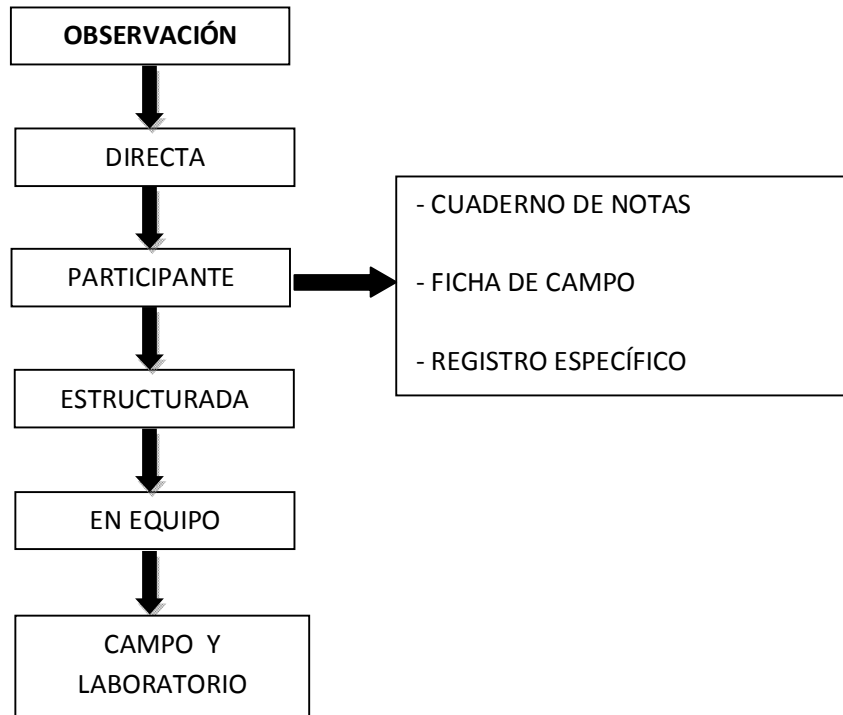 OBSERVACIÓN
DIRECTA
PARTICIPANTE
- CUADERNO DE NOTAS
- FICHA DE CAMPO
- REGISTRO ESPECÍFICO
ESTRUCTURADA
EN EQUIPO
CAMPO Y
LABORATORIO